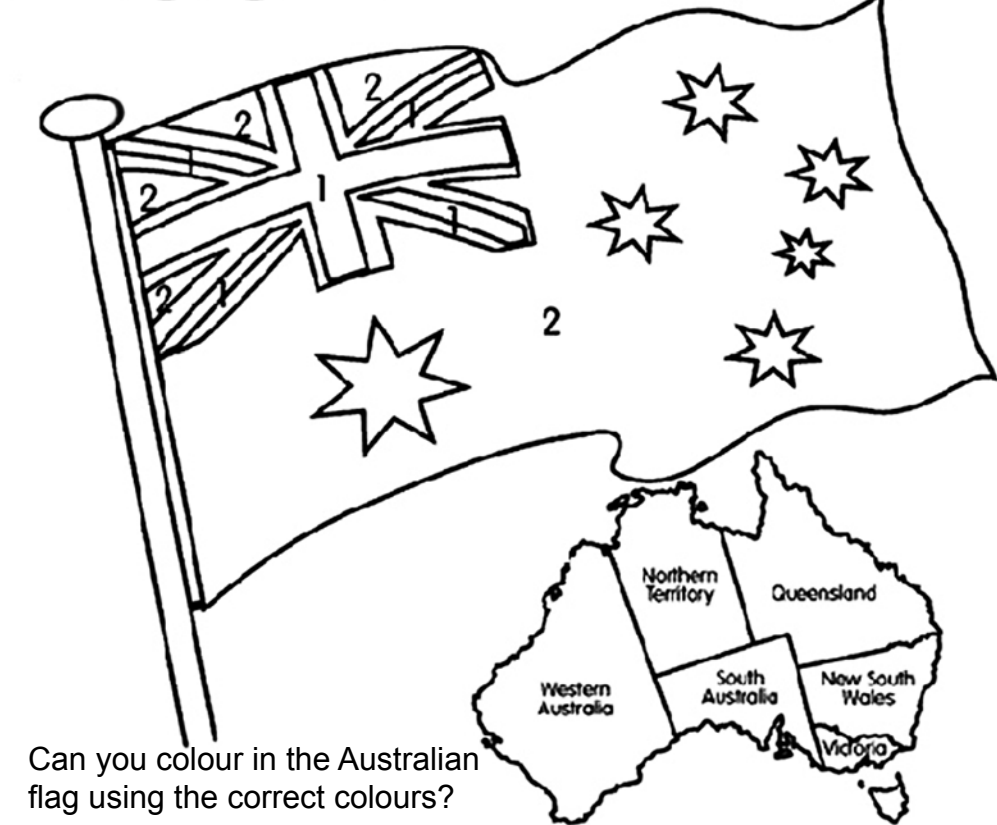 2
2
1
1
2
1
1
2
1
2
Northern
Territory
Queensland
Western
Australia
South
Australia
New South
Wales
Victoria
Can you colour in the Australian
flag using the correct colours?